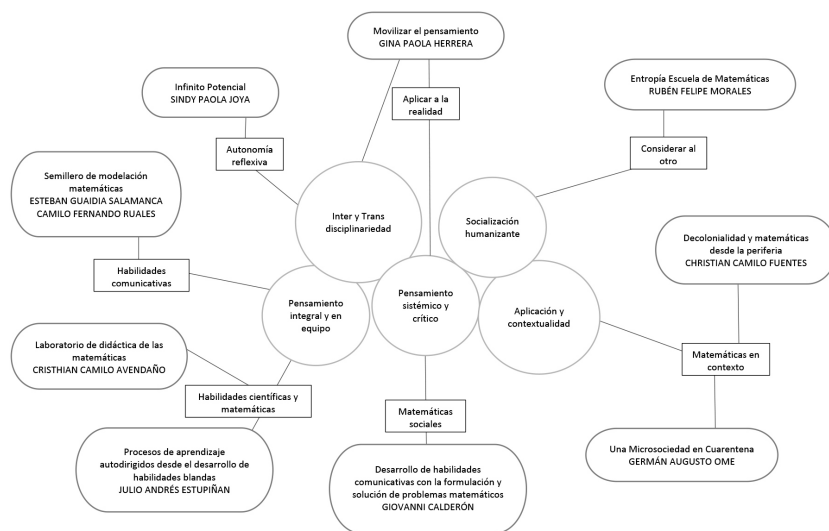 Movilizar el pensamiento
GINA PAOLA HERRERA
Infinito Potencial
SINDY PAOLA JOYA
Entropía Escuela de Matemáticas
RUBÉN FELIPE MORALES
Aplicar a la
realidad
Autonomía
reflexiva
Considerar al
otro
Semillero de modelación
matemáticas
ESTEBAN GUAIDIA SALAMANCA
CAMILO FERNANDO RUALES
Inter y Trans
disciplinariedad
Socialización
humanizante
Decolonialidad y matemáticas
desde la periferia
CHRISTIAN CAMILO FUENTES
Habilidades
comunicativas
Pensamiento
integral y en
equipo
Pensamiento
sistémico y
crítico
Aplicación y
contextualidad
Laboratorio de didáctica de las
matemáticas
CRISTHIAN CAMILO AVENDAÑO
Matemáticas en
contexto
Habilidades científicas y
matemáticas
Matemáticas
sociales
Procesos de aprendizaje
autodirigidos desde el desarrollo de
habilidades blandas
JULIO ANDRÉS ESTUPIÑAN
Desarrollo de habilidades
comunicativas con la formulación y
solución de problemas matemáticos
GIOVANNI CALDERÓN
Una Microsociedad en Cuarentena
GERMÁN AUGUSTO OME